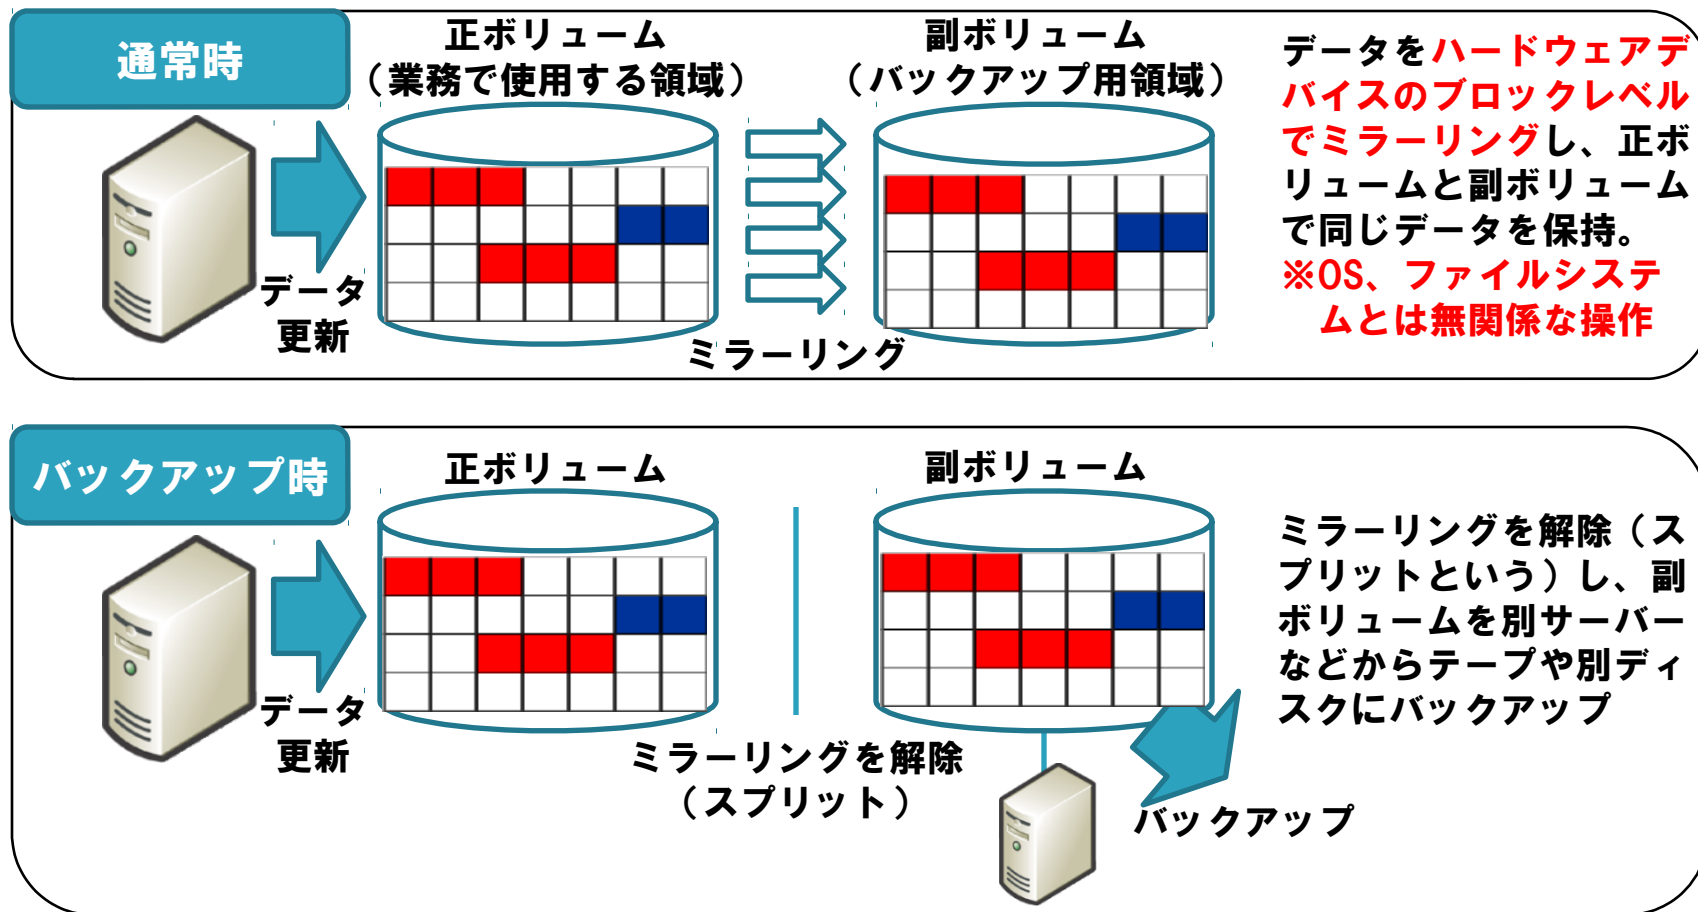 通常時
正ボリューム
（業務で使用する領域）
副ボリューム
（バックアップ用領域）
データ
更新
ミラーリング
データをハードウェアデ
バイスのブロックレベル
でミラーリングし、正ボ
リュームと副ボリューム
で同じデータを保持。
※OS、ファイルシステ
ムとは無関係な操作
バックアップ時
正ボリューム
副ボリューム
データ
更新
ミラーリングを解除
（スプリット）
バックアップ
ミラーリングを解除（ス
プリットという）し、副
ボリュームを別サーバー
などからテープや別ディ
スクにバックアップ